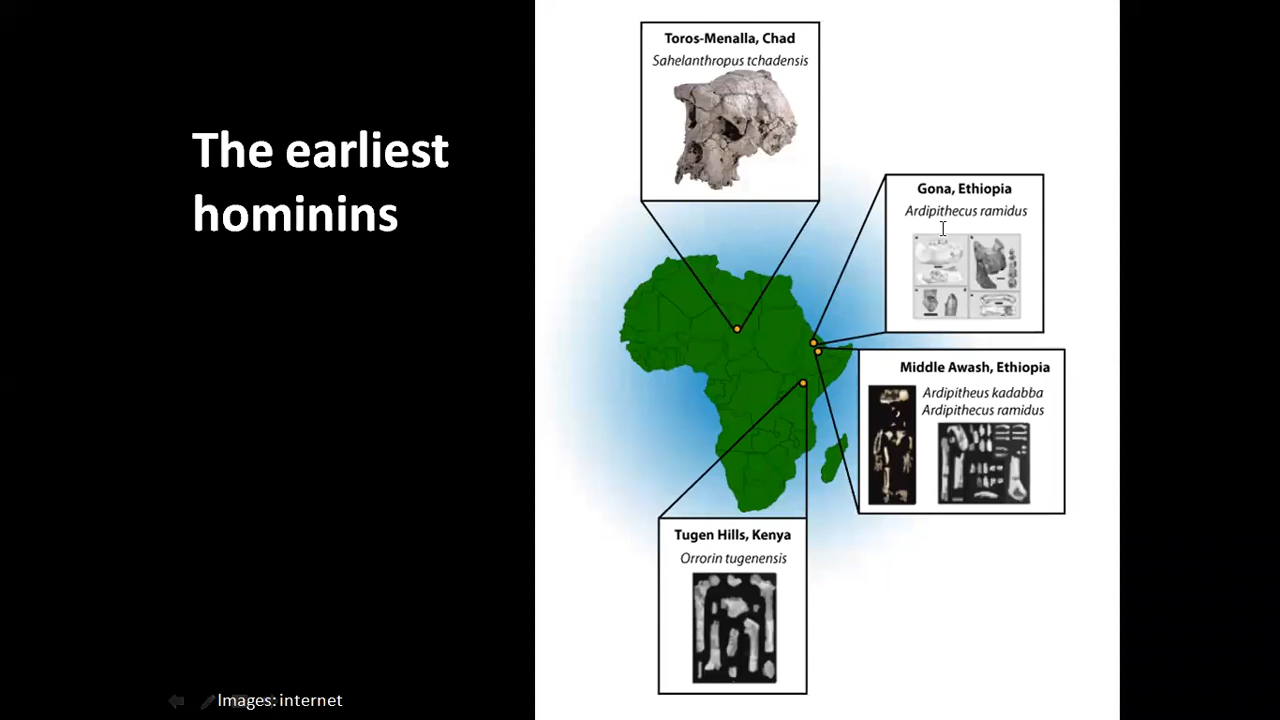 The earliest
hominins
Toros-Menalla, Chad
Sahelanthropus tchadensis
Gona, Ethiopia
Ardipithecus ramidus
Middle Awash, Ethiopia
Ardipitheus kadabba
Ardipithecus ramidus
Tugen Hills, Kenya
Orrorin tugenensis
Images: internet